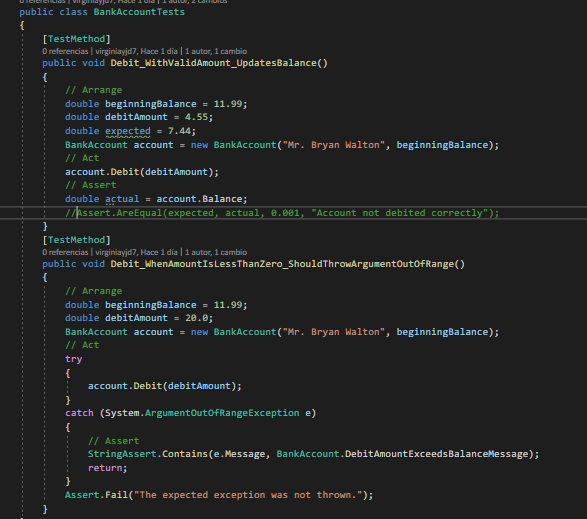 0 referencias | virginiayjd7, Hace 1 día | 1 autor, 2 cambios
public class BankAccountTests
{
[TestMethod]
0 referencias | virginiayjd7, Hace 1 día | 1 autor, 1 cambio
public void Debit_WithValidAmount_UpdatesBalance()
{
// Arrange
double beginningBalance = 11.99;
double debitAmount = 4.55;
double expected = 7.44;
BankAccount account = new BankAccount("Mr. Bryan Walton", beginningBalance);
// Act
account.Debit(debitAmount);
// Assert
double actual = account.Balance;
//Assert.AreEqual(expected, actual, 0.001, "Account not debited correctly");
}
[TestMethod]
0 referencias | virginiayjd7, Hace 1 día | 1 autor, 1 cambio
public void Debit_WhenAmountIsLessThanZero_ShouldThrowArgumentOutOfRange()
{
// Arrange
double beginningBalance = 11.99;
double debitAmount = 20.0;
BankAccount account = new BankAccount("Mr. Bryan Walton", beginningBalance);
// Act
try
{
account.Debit(debitAmount);
}
catch (System.ArgumentOutOfRangeException e)
{
// Assert
StringAssert.Contains(e.Message, BankAccount.DebitAmountExceedsBalanceMessage);
return;
}
Assert.Fail("The expected exception was not thrown.");
}